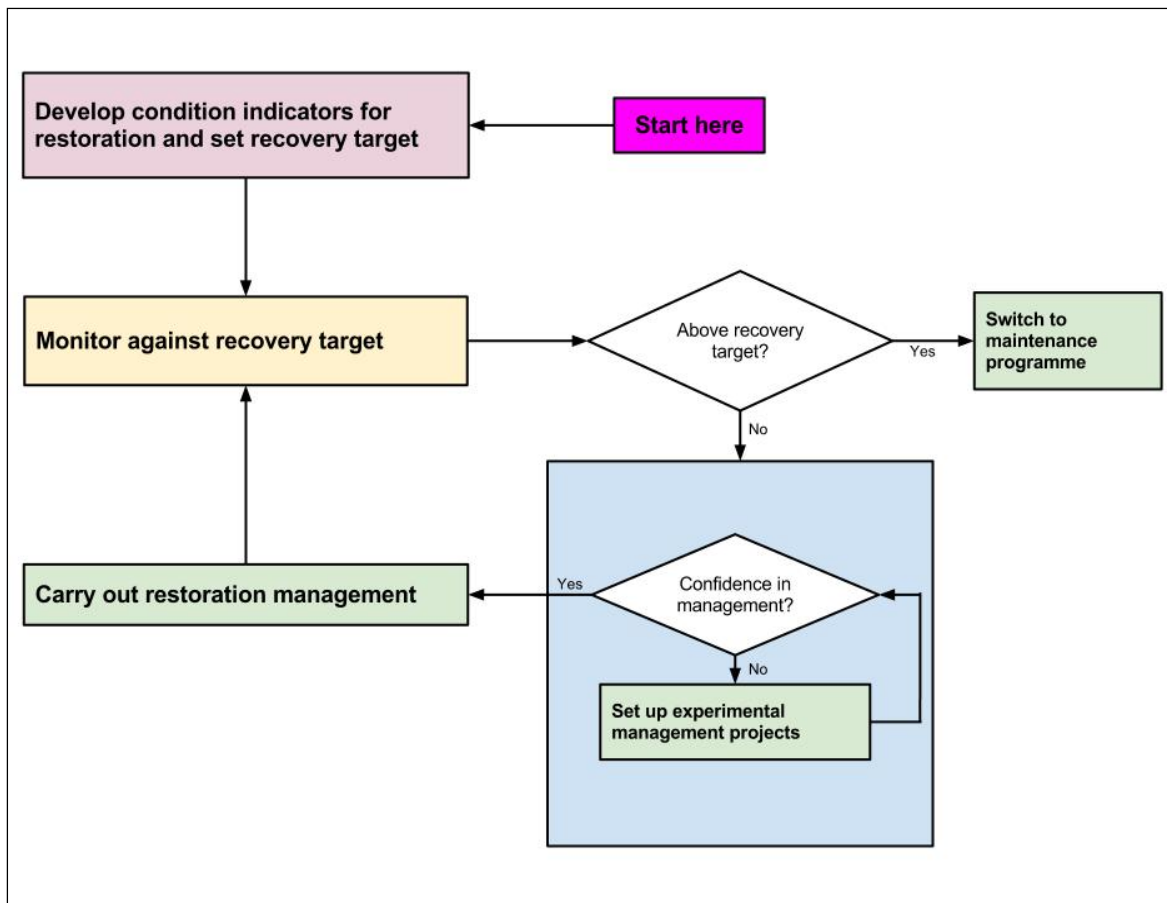 Develop condition indicators for
restoration and set recovery target
Start here
Monitor against recovery target
Above recovery
target?
Yes
Switch to
maintenance
programme
No
Carry out restoration management
Yes
Confidence in
management?
No
Set up experimental
management projects